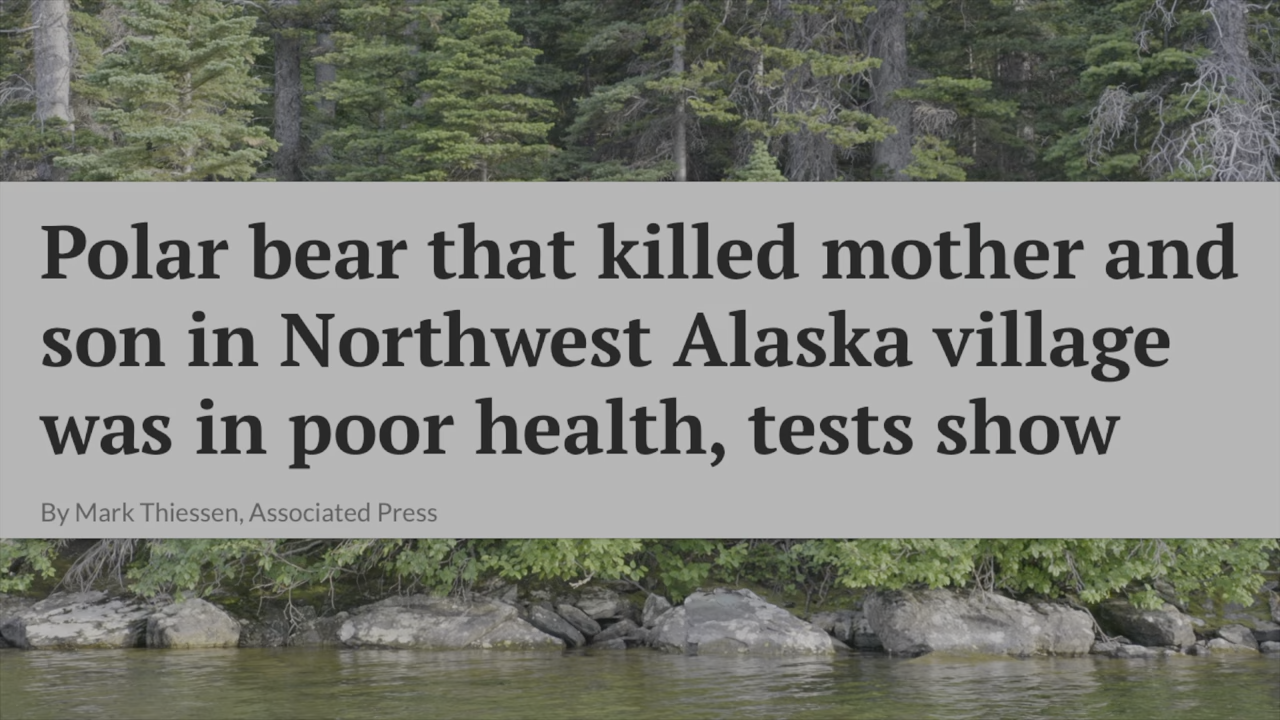 Polar bear that killed mother and
son in Northwest Alaska village
was in poor health, tests show
By Mark Thiessen, Associated Press